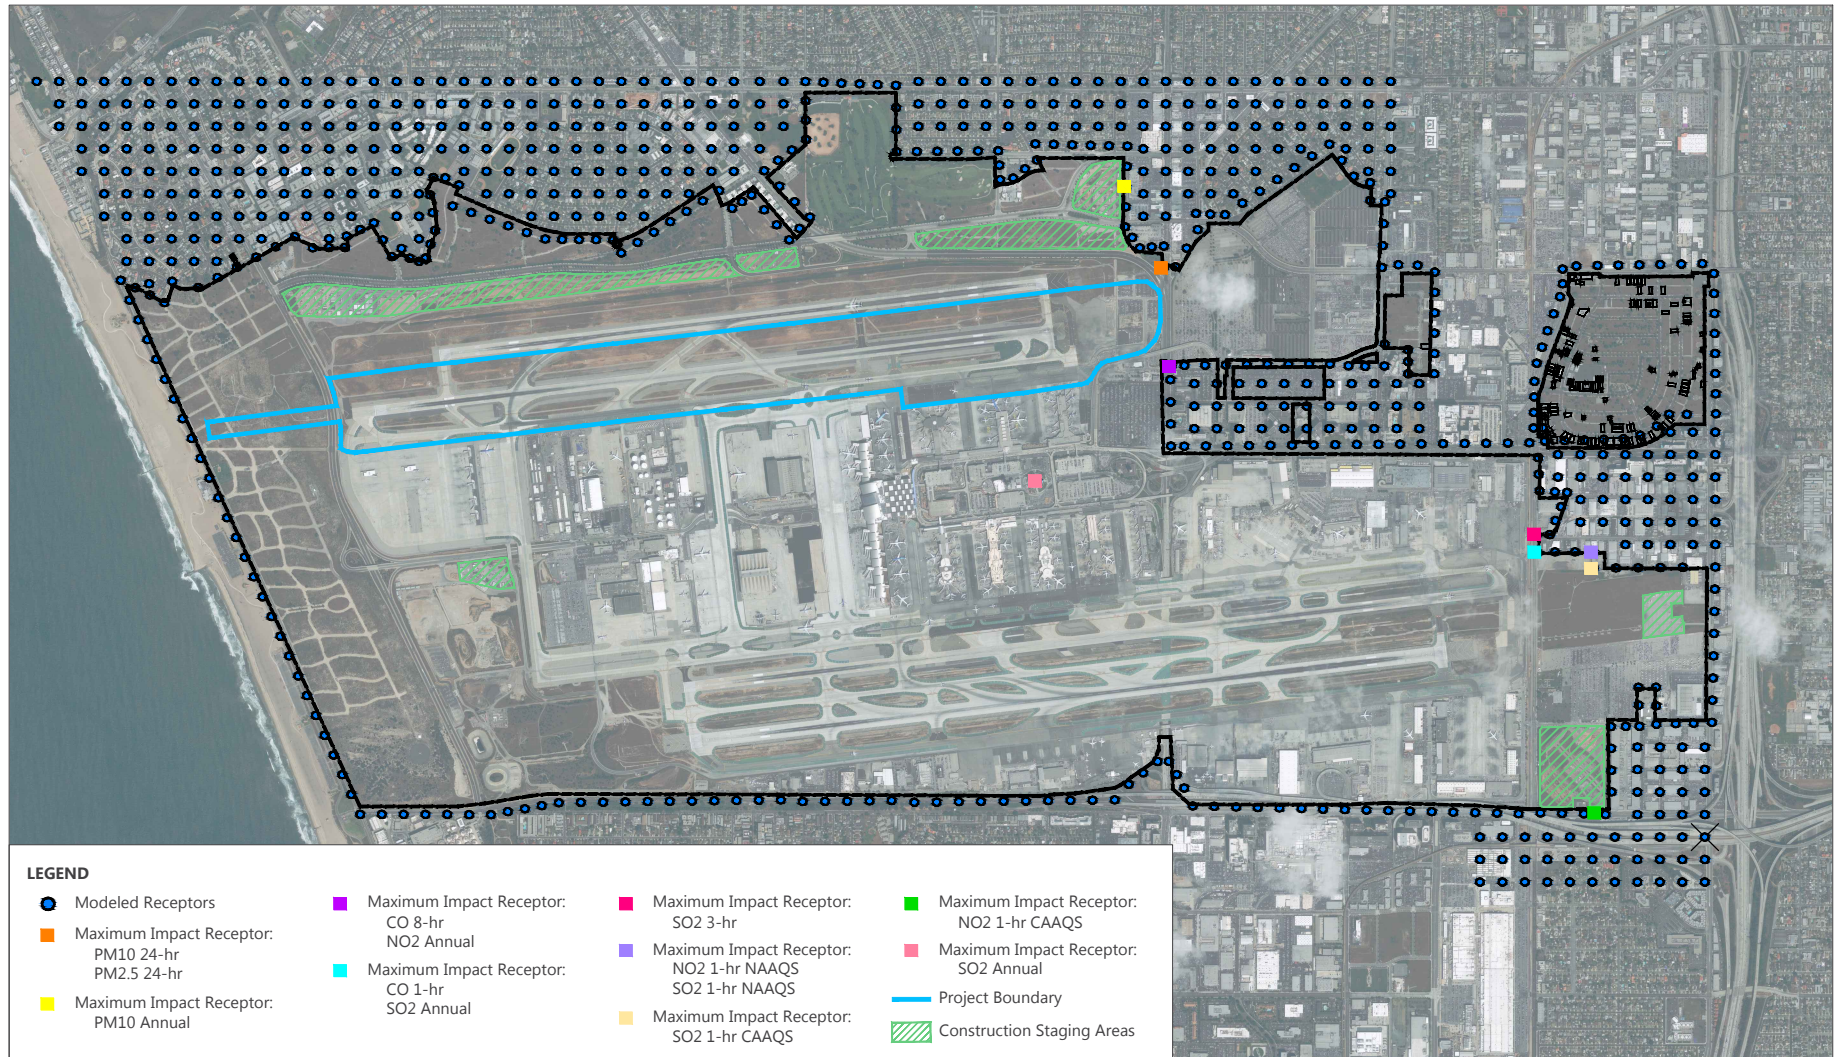 LEGEND
Modeled Receptors
Maximum Impact Receptor:
PM10 24-hr
PM2.5 24-hr
Maximum Impact Receptor:
PM10 Annual
Maximum Impact Receptor:
CO 8-hr
NO2 Annual
Maximum Impact Receptor:
CO 1-hr
SO2 Annual
Maximum Impact Receptor:
SO2 3-hr
Maximum Impact Receptor:
NO2 1-hr NAAQS
SO2 1-hr NAAQS
Maximum Impact Receptor:
SO2 1-hr CAAQS
Maximum Impact Receptor:
NO2 1-hr CAAQS
Maximum Impact Receptor:
SO2 Annual
Project Boundary
Construction Staging Areas